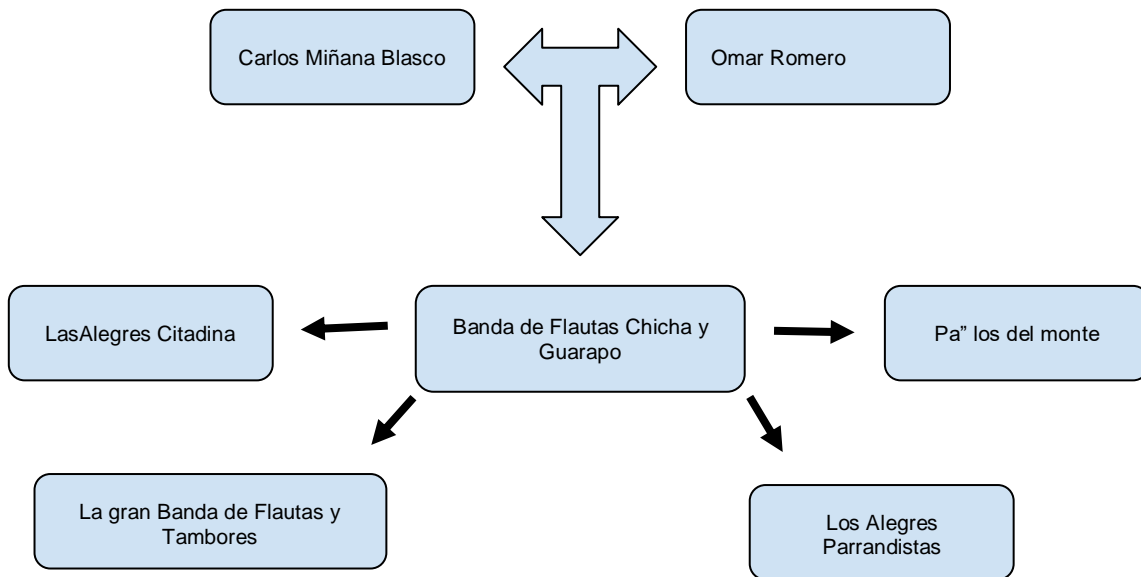 Carlos Miñana Blasco
Omar Romero
LasAlegres Citadina
Banda de Flautas Chicha y
Guarapo
Pa” los del monte
La gran Banda de Flautas y
Tambores
Los Alegres
Parrandistas